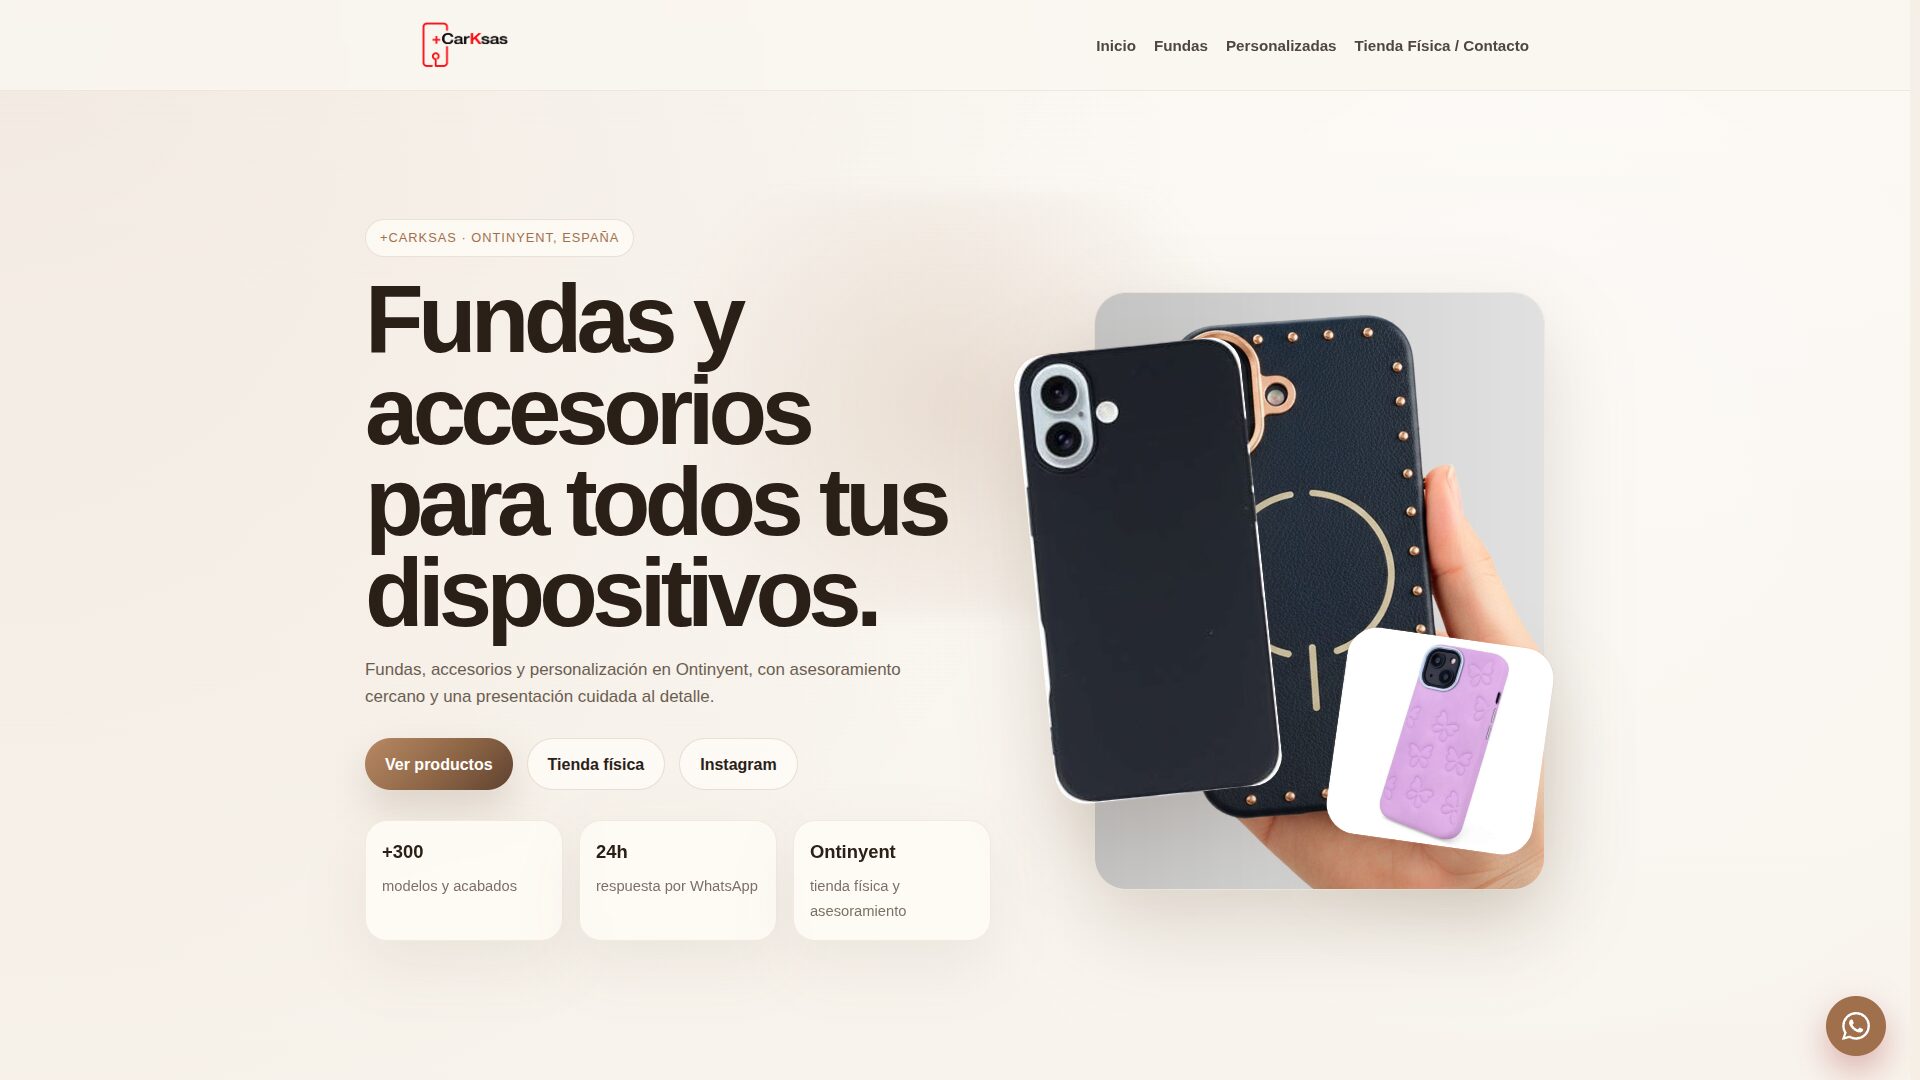 +CarKsas
Inicio
Fundas
Personalizadas
Tienda Física / Contacto
+CARKSAS · ONTINYENT, ESPAÑA
Fundas y
accesorios
para todos tus
dispositivos.
Fundas, accesorios y personalización en Ontinyent, con asesoramiento
cercano y una presentación cuidada al detalle.
Ver productos
Tienda física
Instagram
+300
modelos y acabados
24h
respuesta por WhatsApp
Ontinyent
tienda física y
asesoramiento